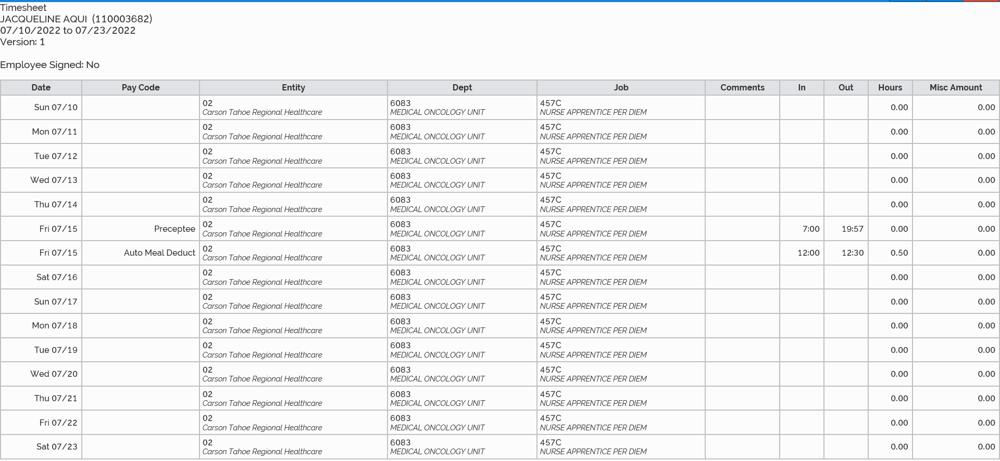 Timesheet
JACQUELINE AQUI (110003682)
07/10/2022 to 07/23/2022
Version: 1
Employee Signed: No
Date Pay Code Entity Dept Job Comments In Out Hours Misc Amount
Sun 07/10 02 6083 457C 0.00 0.00
Carson Tahoe Regional Healthcare MEDICAL ONCOLOGY UNIT NURSE APPRENTICE PER DIEM
Mon 07/11 02 6083 457C 0.00 0.00
Carson Tahoe Regional Healthcare MEDICAL ONCOLOGY UNIT NURSE APPRENTICE PER DIEM
Tue 07/12 02 6083 457C 0.00 0.00
Carson Tahoe Regional Healthcare MEDICAL ONCOLOGY UNIT NURSE APPRENTICE PER DIEM
Wed 07/13 02 6083 457C 0.00 0.00
Carson Tahoe Regional Healthcare MEDICAL ONCOLOGY UNIT NURSE APPRENTICE PER DIEM
Thu 07/14 02 6083 457C 0.00 0.00
Carson Tahoe Regional Healthcare MEDICAL ONCOLOGY UNIT NURSE APPRENTICE PER DIEM
Fri 07/15 Preceptee 02 6083 457C 7:00 19:57 0.00 0.00
Carson Tahoe Regional Healthcare MEDICAL ONCOLOGY UNIT NURSE APPRENTICE PER DIEM
Fri 07/15 Auto Meal Deduct 02 6083 457C 12:00 12:30 0.50 0.00
Carson Tahoe Regional Healthcare MEDICAL ONCOLOGY UNIT NURSE APPRENTICE PER DIEM
Sat 07/16 02 6083 457C 0.00 0.00
Carson Tahoe Regional Healthcare MEDICAL ONCOLOGY UNIT NURSE APPRENTICE PER DIEM
Sun 07/17 02 6083 457C 0.00 0.00
Carson Tahoe Regional Healthcare MEDICAL ONCOLOGY UNIT NURSE APPRENTICE PER DIEM
Mon 07/18 02 6083 457C 0.00 0.00
Carson Tahoe Regional Healthcare MEDICAL ONCOLOGY UNIT NURSE APPRENTICE PER DIEM
Tue 07/19 02 6083 457C 0.00 0.00
Carson Tahoe Regional Healthcare MEDICAL ONCOLOGY UNIT NURSE APPRENTICE PER DIEM
Wed 07/20 02 6083 457C 0.00 0.00
Carson Tahoe Regional Healthcare MEDICAL ONCOLOGY UNIT NURSE APPRENTICE PER DIEM
Thu 07/21 02 6083 457C 0.00 0.00
Carson Tahoe Regional Healthcare MEDICAL ONCOLOGY UNIT NURSE APPRENTICE PER DIEM
Fri 07/22 02 6083 457C 0.00 0.00
Carson Tahoe Regional Healthcare MEDICAL ONCOLOGY UNIT NURSE APPRENTICE PER DIEM
Sat 07/23 02 6083 457C 0.00 0.00
Carson Tahoe Regional Healthcare MEDICAL ONCOLOGY UNIT NURSE APPRENTICE PER DIEM